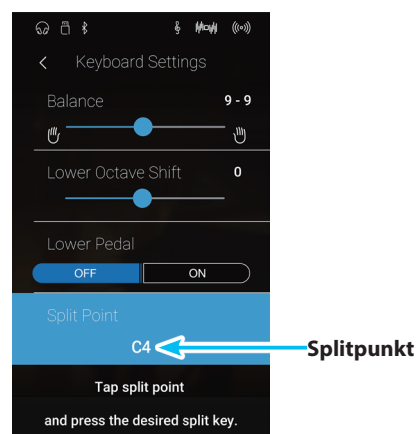 Keyboard Settings
Balance 9 - 9
Lower Octave Shift 0
Lower Pedal
OFF ON
Split Point
C4
Splitpunkt
Tap split point
and press the desired split key.